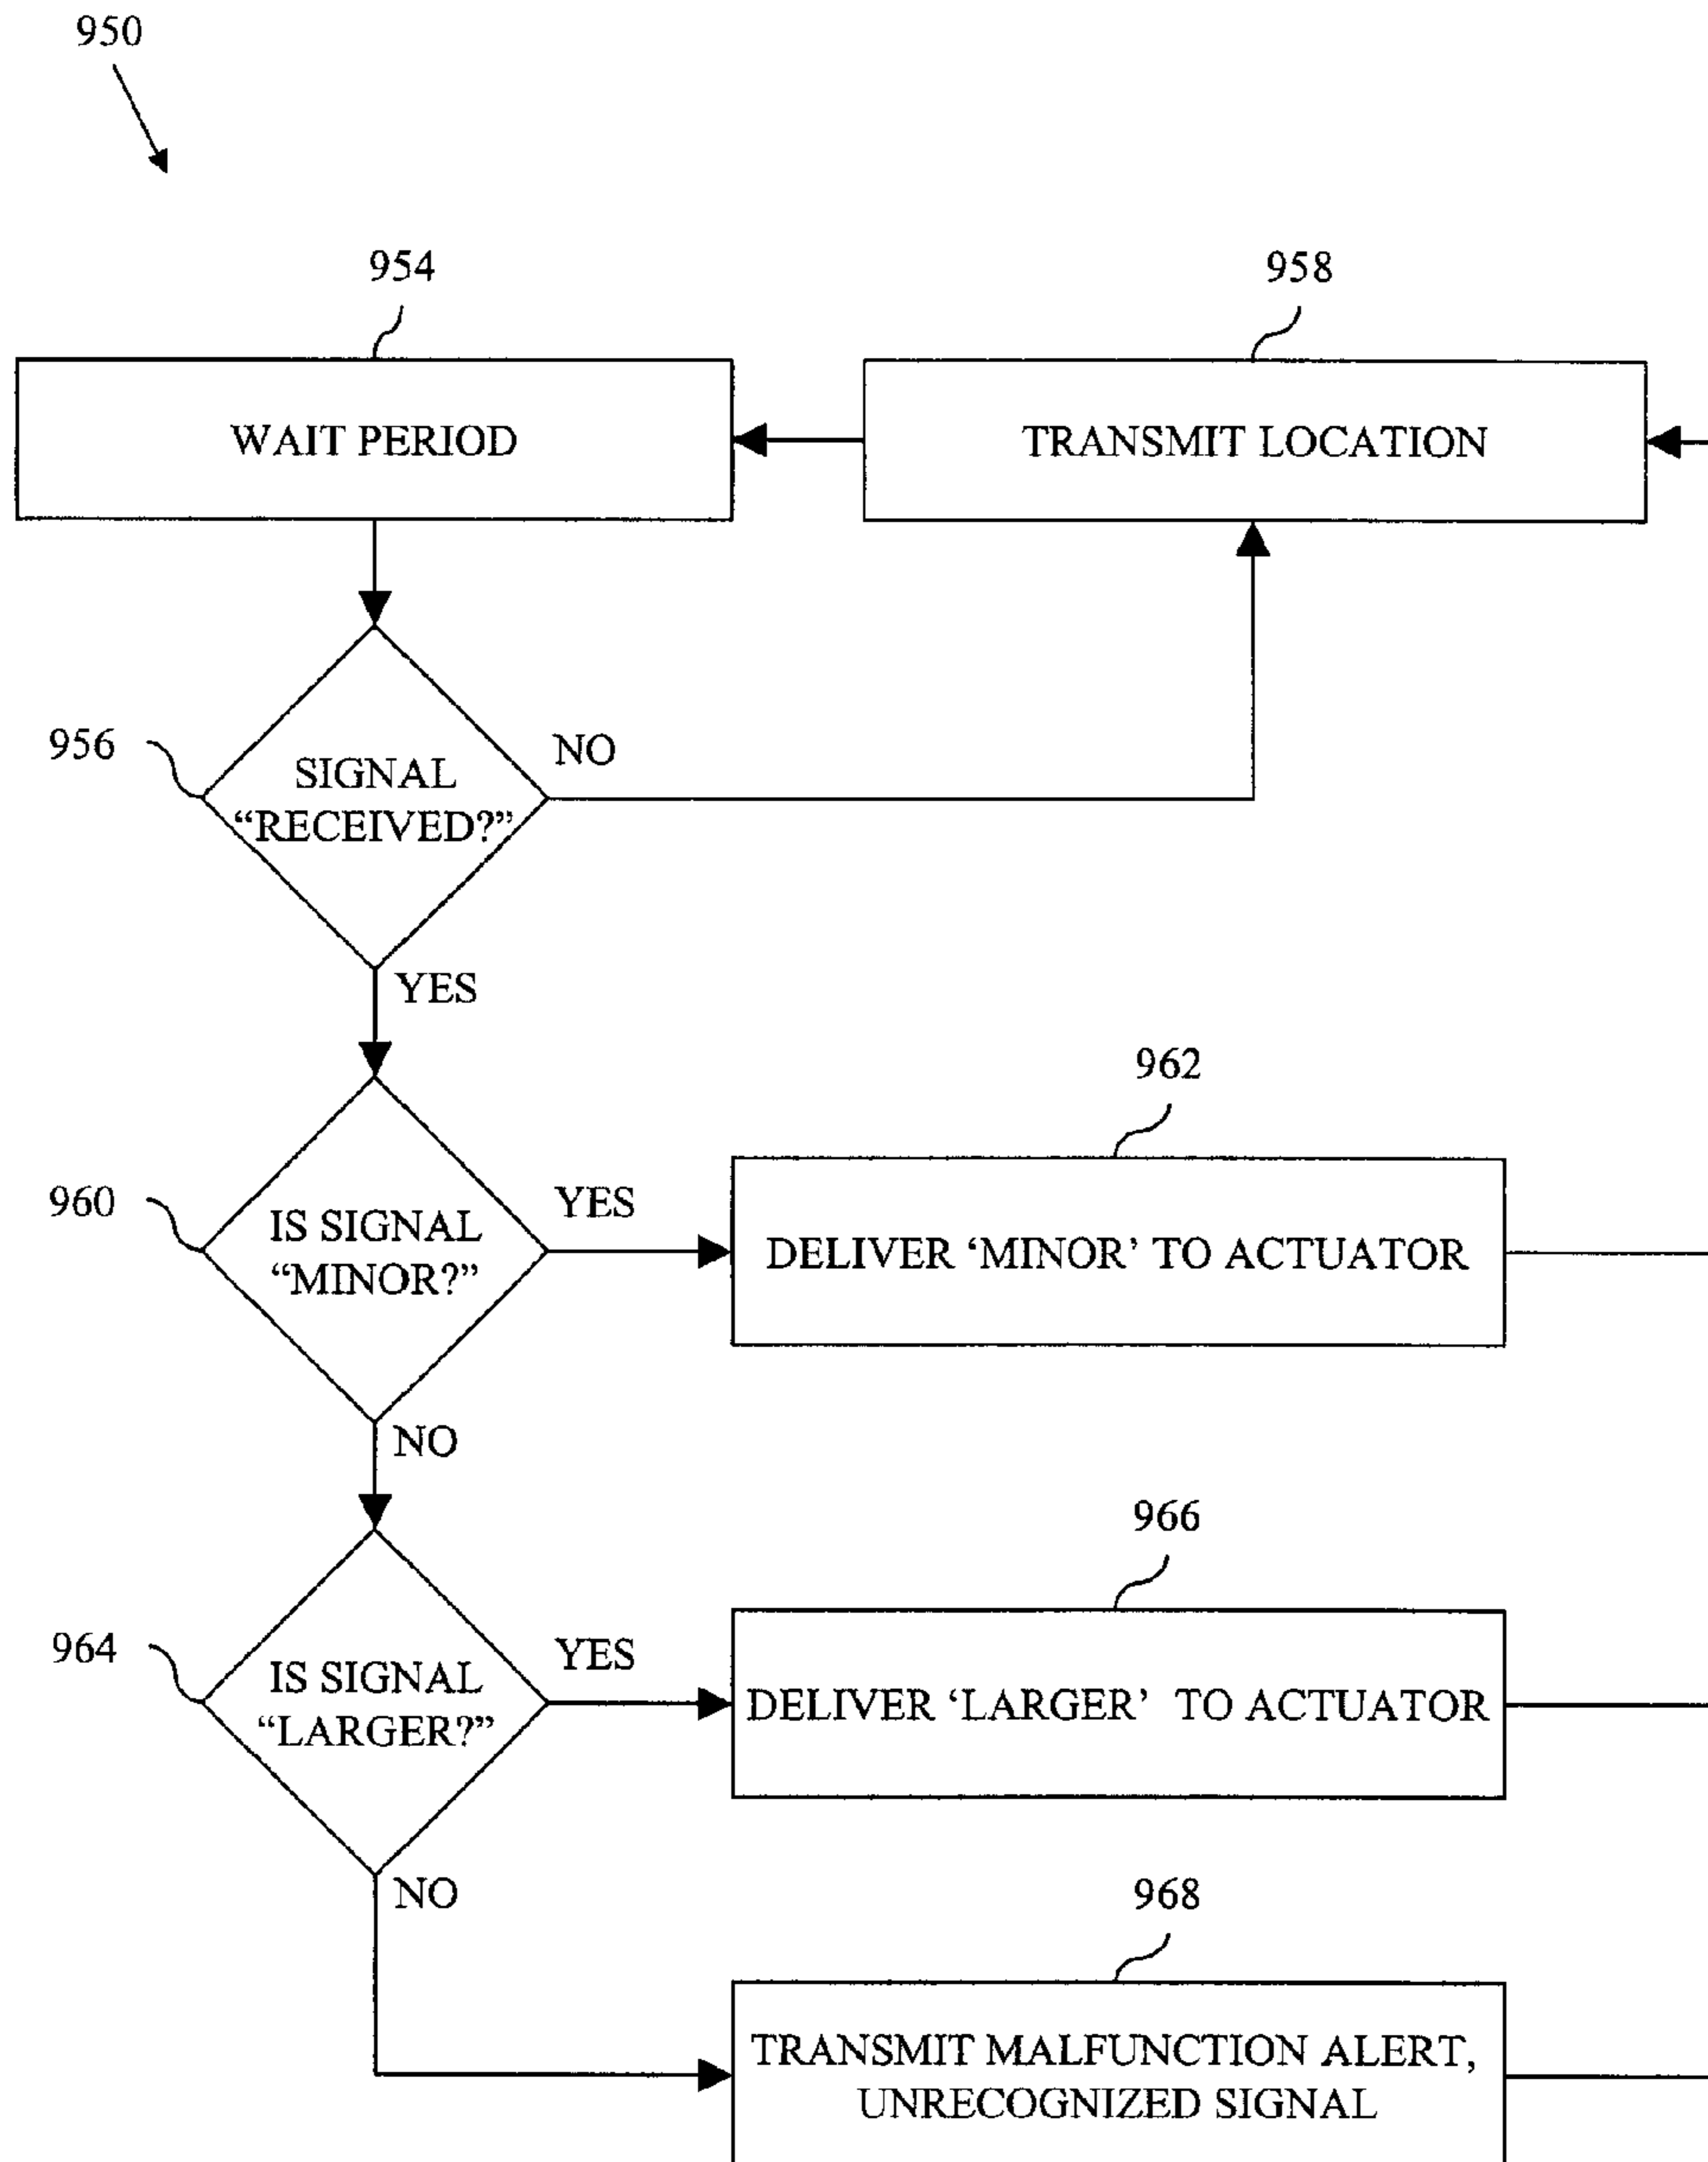 950
954
958
WAIT PERIOD
TRANSMIT LOCATION
956
SIGNAL
“RECEIVED?”
NO
YES
962
960
IS SIGNAL
“MINOR?”
YES
DELIVER ‘MINOR’ TO ACTUATOR
NO
966
964
IS SIGNAL
“LARGER?”
YES
DELIVER ‘LARGER’ TO ACTUATOR
NO
968
TRANSMIT MALFUNCTION ALERT,
UNRECOGNIZED SIGNAL